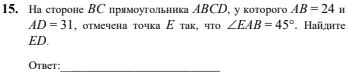 15. На стороне BC прямоугольника ABCD, у которого AB = 24 и
AD = 31, отмечена точка E так, что ∠EAB = 45°. Найдите
ED.
Ответ:___________________________